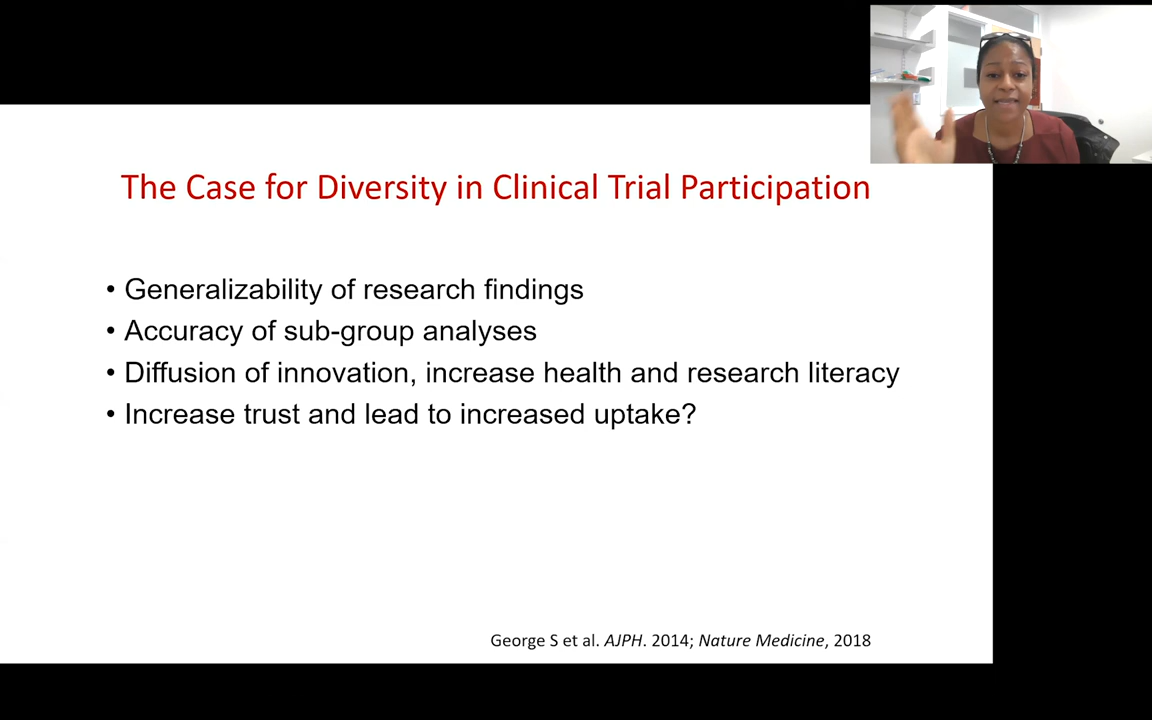 The Case for Diversity in Clinical Trial Participation
• Generalizability of research findings
• Accuracy of sub-group analyses
• Diffusion of innovation, increase health and research literacy
• Increase trust and lead to increased uptake?
George S et al. AJPH. 2014; Nature Medicine, 2018